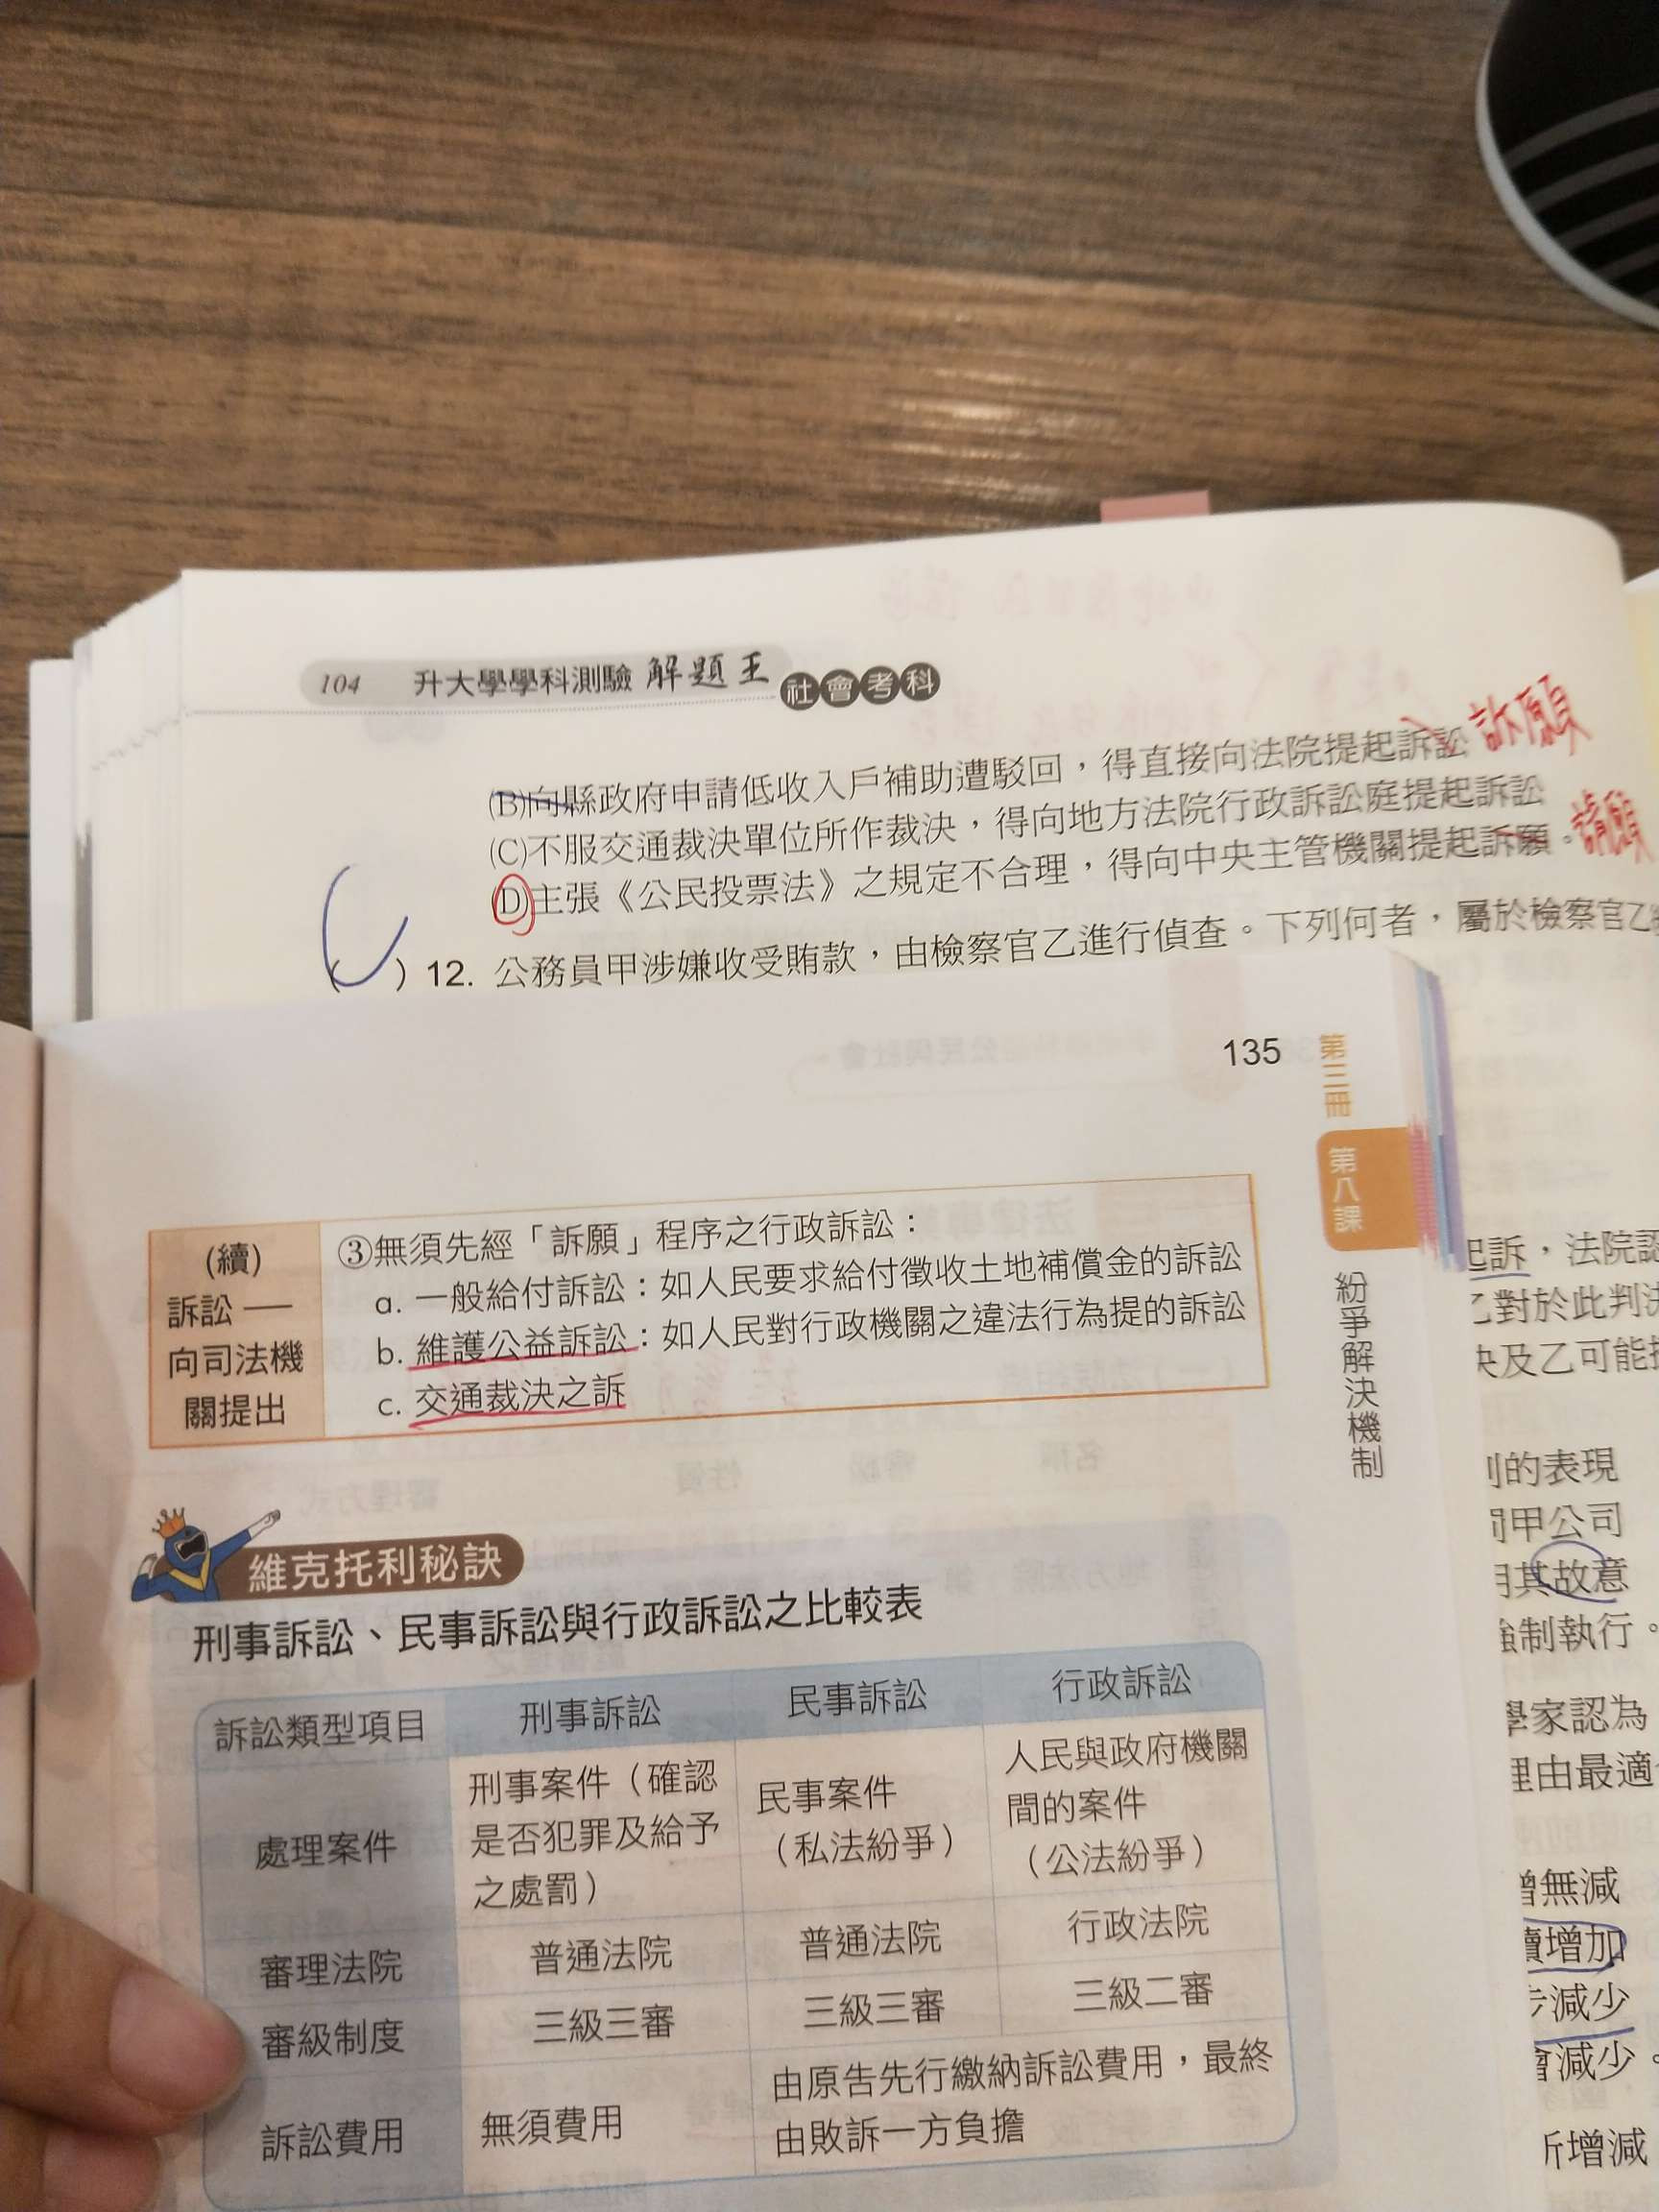 104 升大學學科測驗 解題王 社會考科
(B)向縣政府申請低收入戶補助遭駁回，得直接向法院提起訴訟 訴願
(C)不服交通裁決單位所作裁決，得向地方法院行政訴訟庭提起訴訟
(D)主張《公民投票法》之規定不合理，得向中央主管機關提起訴願。請願
( ) 12. 公務員甲涉嫌收受賄款，由檢察官乙進行偵查。下列何者，屬於檢察官乙
135
第三冊
第八課
紛爭解決機制
(續)
訴訟──
向司法機
關提出
③無須先經「訴願」程序之行政訴訟：
a. 一般給付訴訟：如人民要求給付徵收土地補償金的訴訟
b. 維護公益訴訟：如人民對行政機關之違法行為提的訴訟
c. 交通裁決之訴
維克托利秘訣
刑事訴訟、民事訴訟與行政訴訟之比較表
訴訟類型項目 刑事訴訟 民事訴訟 行政訴訟
處理案件
刑事案件（確認
是否犯罪及給予
之處罰）
民事案件
（私法紛爭）
人民與政府機關
間的案件
（公法紛爭）
審理法院 普通法院 普通法院 行政法院
審級制度 三級三審 三級三審 三級二審
訴訟費用 無須費用
由原告先行繳納訴訟費用，最終
由敗訴一方負擔
起訴，法院認
乙對於此判決
決及乙可能
的表現
甲公司
其故意
強制執行。
學家認為
理由最適
增無減
續增加
減少
會減少。
增減